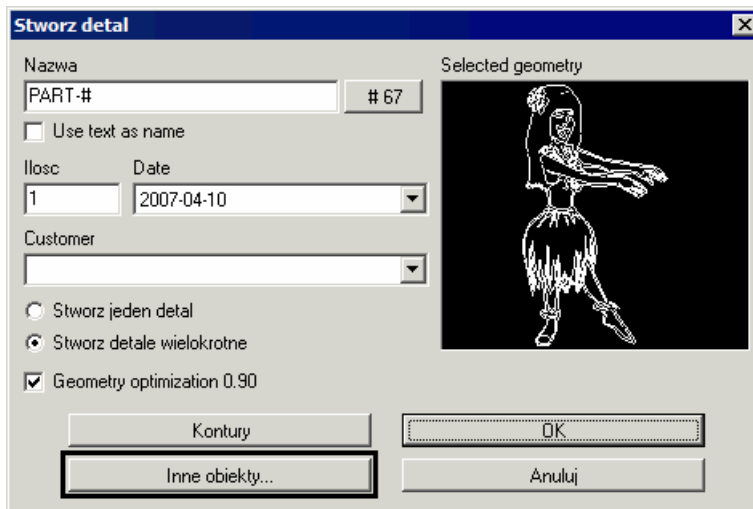 Stworz detal
Nazwa
PART-#
# 67
Use text as name
Ilosc
Date
1
2007-04-10
Customer
Stworz jeden detal
Stworz detale wielokrotne
Geometry optimization 0.90
Selected geometry
Kontury
OK
Inne obiekty...
Anuluj